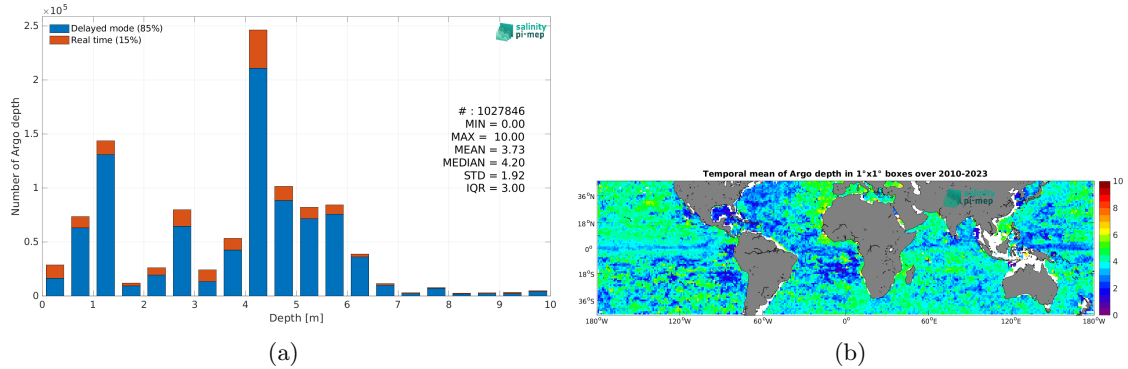 ×10⁵
2.5
2
1.5
1
0.5
0
Number of Argo depth
Delayed mode (85%)
Real time (15%)
salinity
pi-mep
# : 1027846
MIN = 0.00
MAX = 10.00
MEAN = 3.73
MEDIAN = 4.20
STD = 1.92
IQR = 3.00
0 1 2 3 4 5 6 7 8 9 10
Depth [m]
(a)
Temporal mean of Argo depth in 1°x1° boxes over 2010-2023
salinity
pi-mep
36°N
18°N
0°
18°S
36°S
180°W 120°W 60°W 0° 60°E 120°E 180°W
10
8
6
4
2
0
(b)